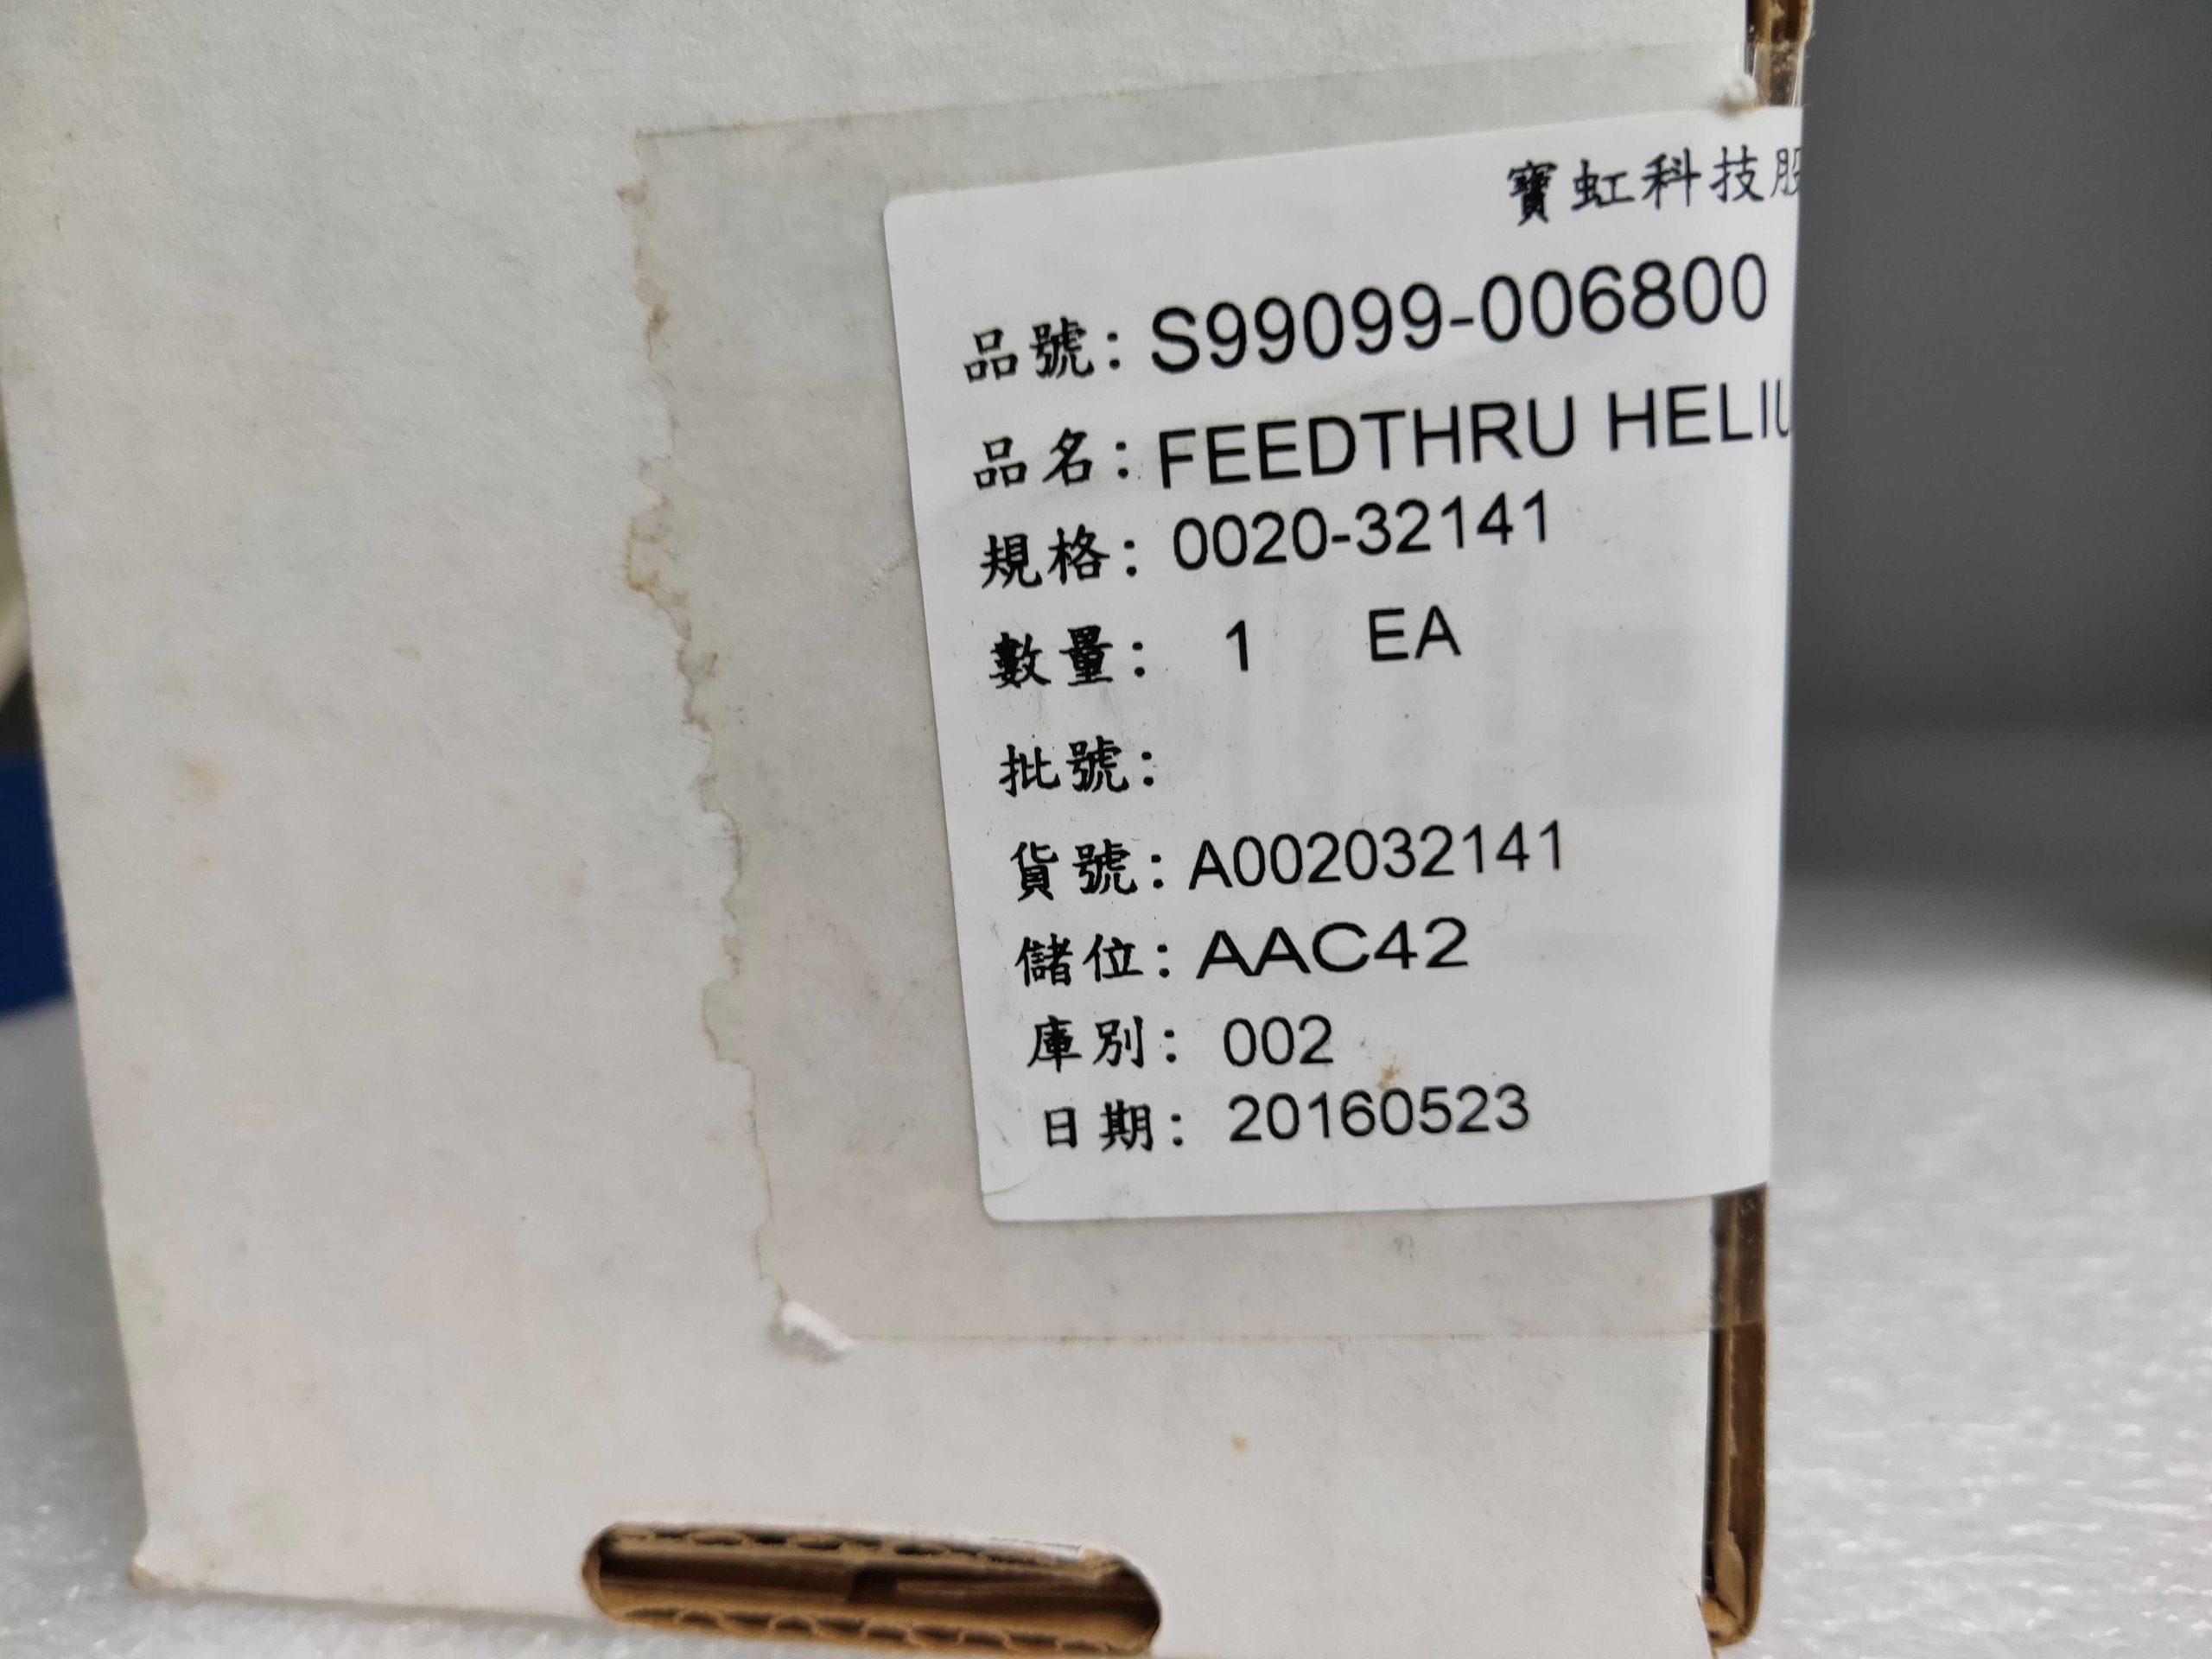 寶虹科技股
品號: S99099-006800
品名: FEEDTHRU HELIU
規格: 0020-32141
數量: 1 EA
批號:
貨號: A002032141
儲位: AAC42
庫別: 002
日期: 20160523